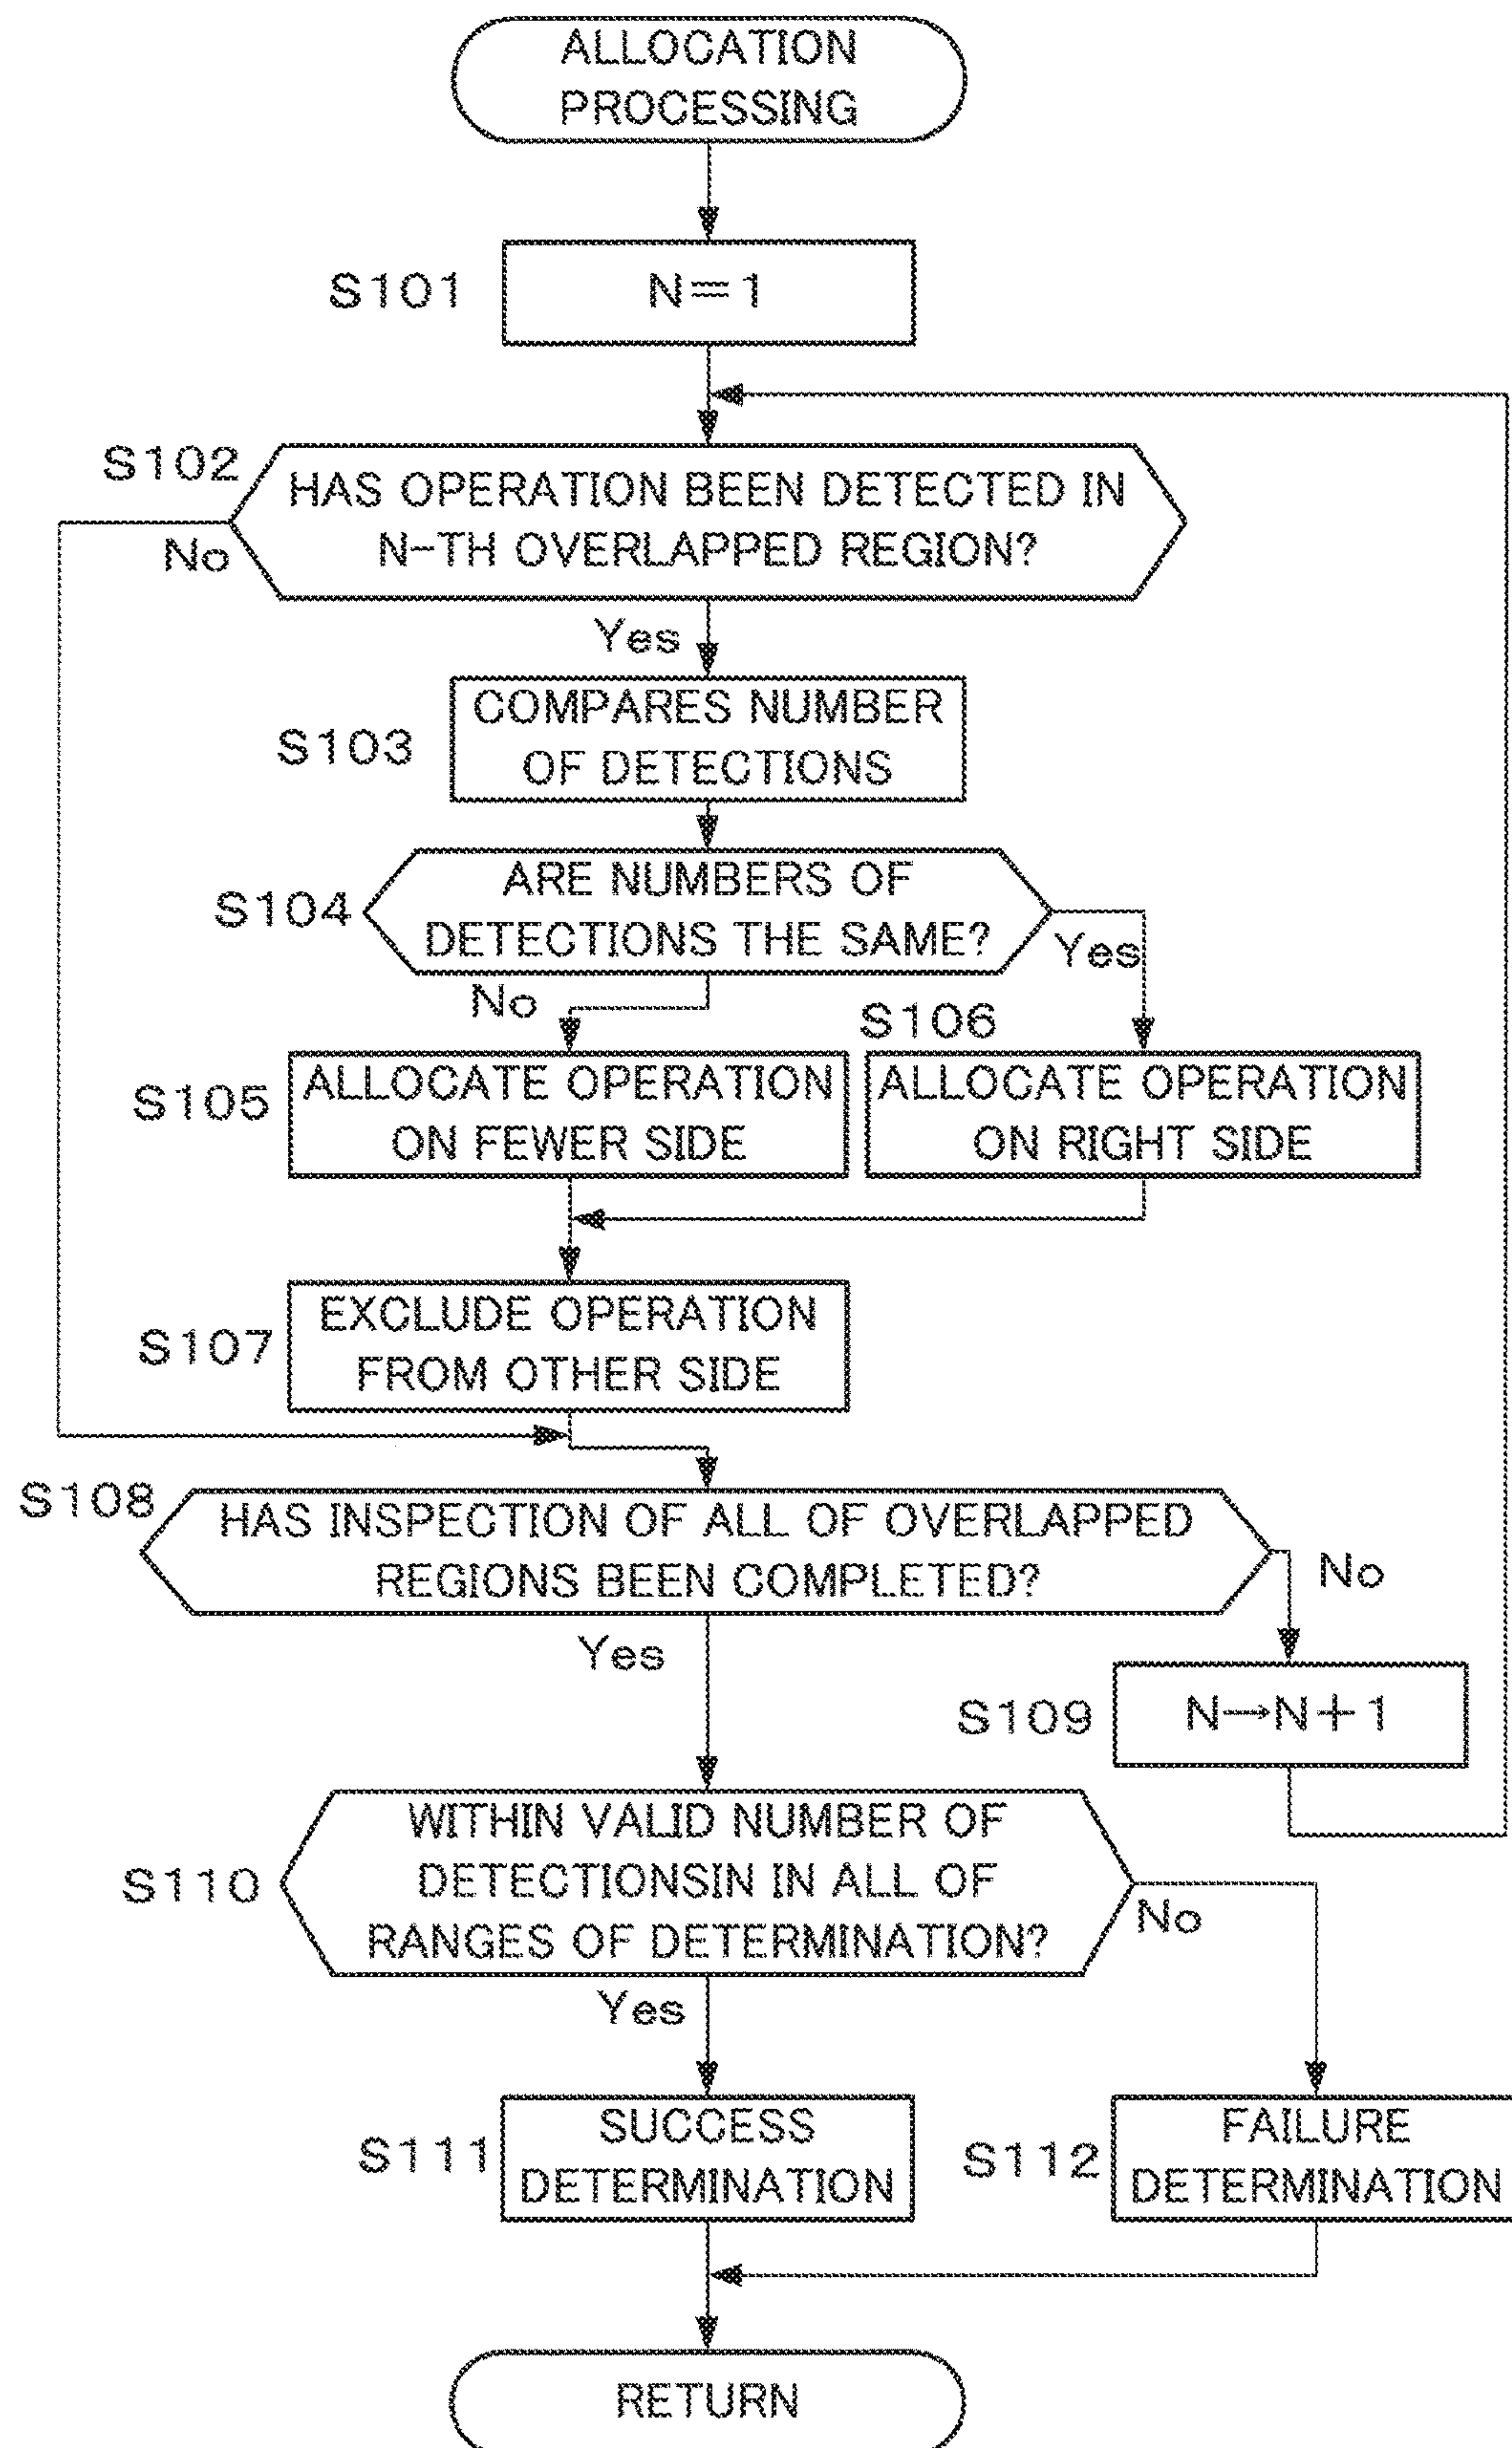 ALLOCATION
PROCESSING
S101
N=1
S102
HAS OPERATION BEEN DETECTED IN
N-TH OVERLAPPED REGION?
No
Yes
S103
COMPARES NUMBER
OF DETECTIONS
S104
ARE NUMBERS OF
DETECTIONS THE SAME?
Yes
No
S105
ALLOCATE OPERATION
ON FEWER SIDE
S106
ALLOCATE OPERATION
ON RIGHT SIDE
S107
EXCLUDE OPERATION
FROM OTHER SIDE
S108
HAS INSPECTION OF ALL OF OVERLAPPED
REGIONS BEEN COMPLETED?
No
Yes
S109
N→N+1
S110
WITHIN VALID NUMBER OF
DETECTIONSIN IN ALL OF
RANGES OF DETERMINATION?
No
Yes
S111
SUCCESS
DETERMINATION
S112
FAILURE
DETERMINATION
RETURN